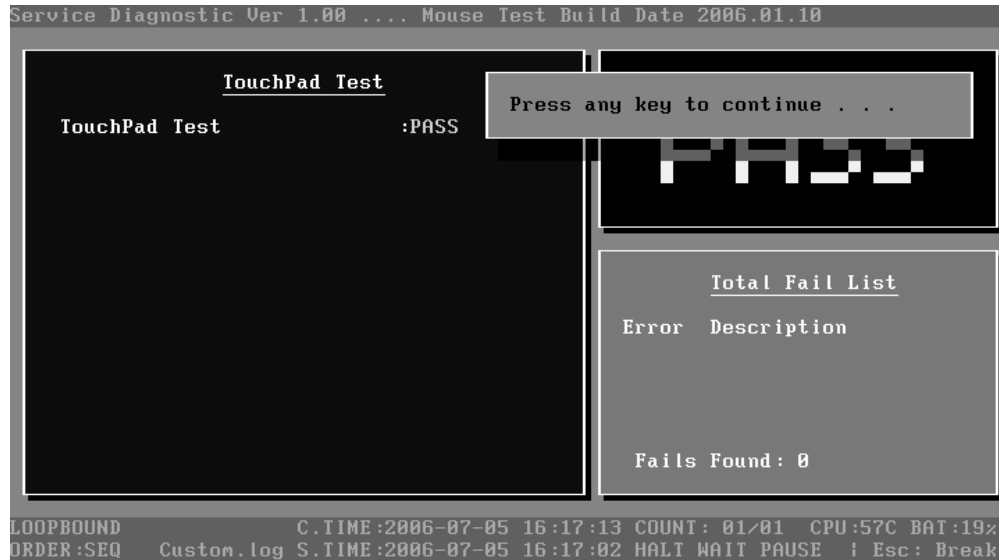 Service Diagnostic Ver 1.00 .... Mouse Test Build Date 2006.01.10
TouchPad Test
TouchPad Test :PASS
Press any key to continue . . .
PASS
Total Fail List
Error Description
Fails Found: 0
LOOPBOUND C.TIME:2006-07-05 16:17:13 COUNT: 01/01 CPU:57C BAT:19%
ORDER:SEQ Custom.log S.TIME:2006-07-05 16:17:02 HALT WAIT PAUSE | Esc: Break